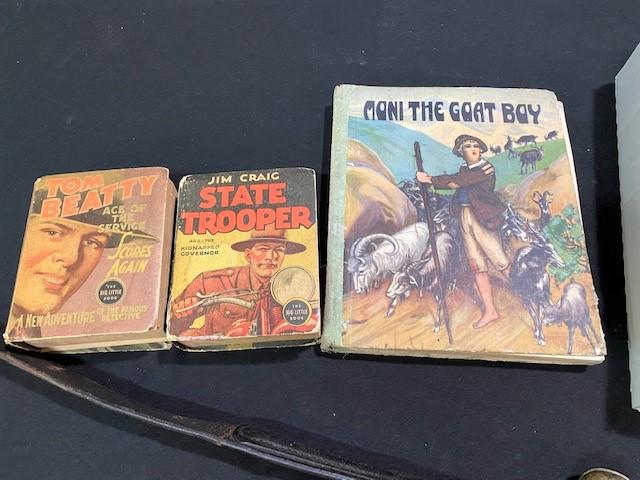 TOM
BEATTY
ACE OF THE
SERVICE
SCORES
AGAIN
THE
BIG LITTLE
BOOK
A NEW ADVENTURE OF THE FAMOUS
DETECTIVE
JIM CRAIG
STATE
TROOPER
AND THE
KIDNAPPED
GOVERNOR
THE
BIG LITTLE
BOOK
MONI THE GOAT BOY